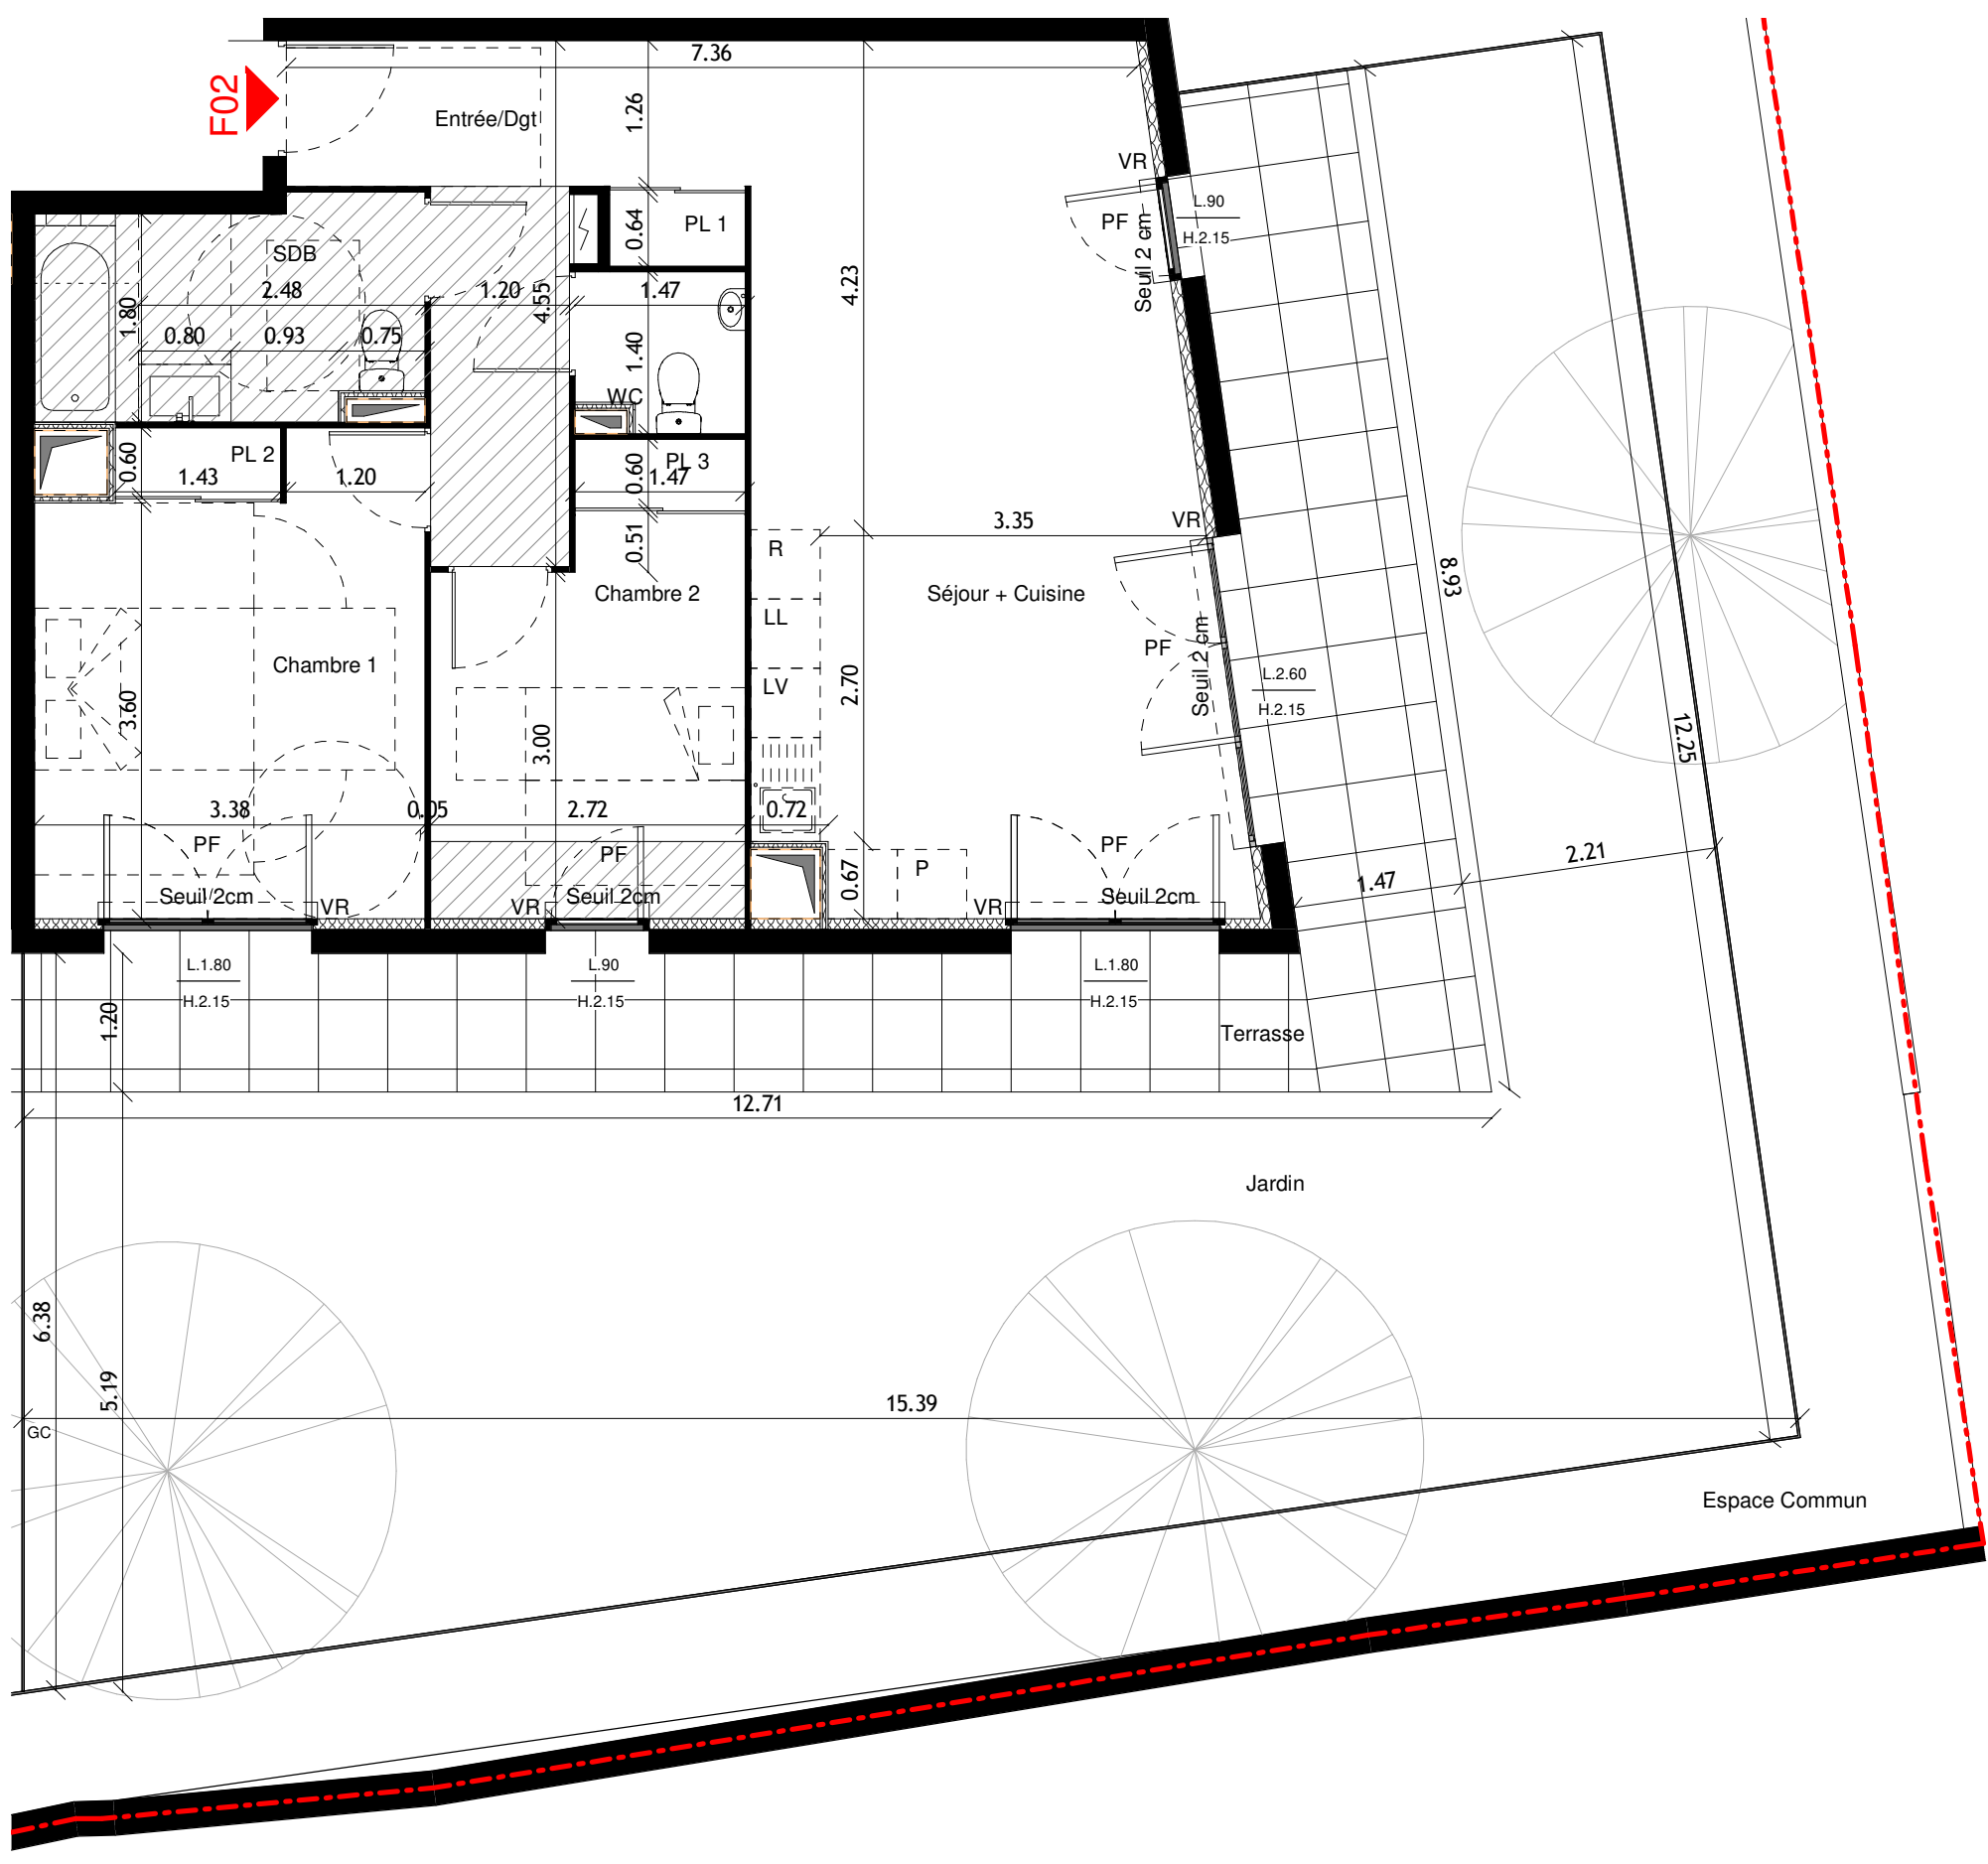 7.36
F02
Entrée/Dgt
1.26
VR
PL 1
0.64
L.90
H.2.15
PF
Seuil 2 cm
SDB
2.48
1.20
4.55
1.47
4.23
1.80
0.80
0.93
0.75
1.40
WC
PL 2
0.60
1.43
1.20
PL 3
0.60
1.47
0.51
3.35
VR
R
Chambre 2
Séjour + Cuisine
8.93
LL
PF
Seuil 2 cm
Chambre 1
3.60
LV
2.70
L.2.60
H.2.15
3.00
12.25
3.38
0.05
2.72
0.72
PF
PF
PF
2.21
P
0.67
1.47
Seuil 2cm
VR
VR
Seuil 2cm
VR
Seuil 2cm
L.1.80
H.2.15
L.90
H.2.15
L.1.80
H.2.15
1.20
Terrasse
12.71
Jardin
6.38
5.19
15.39
GC
Espace Commun